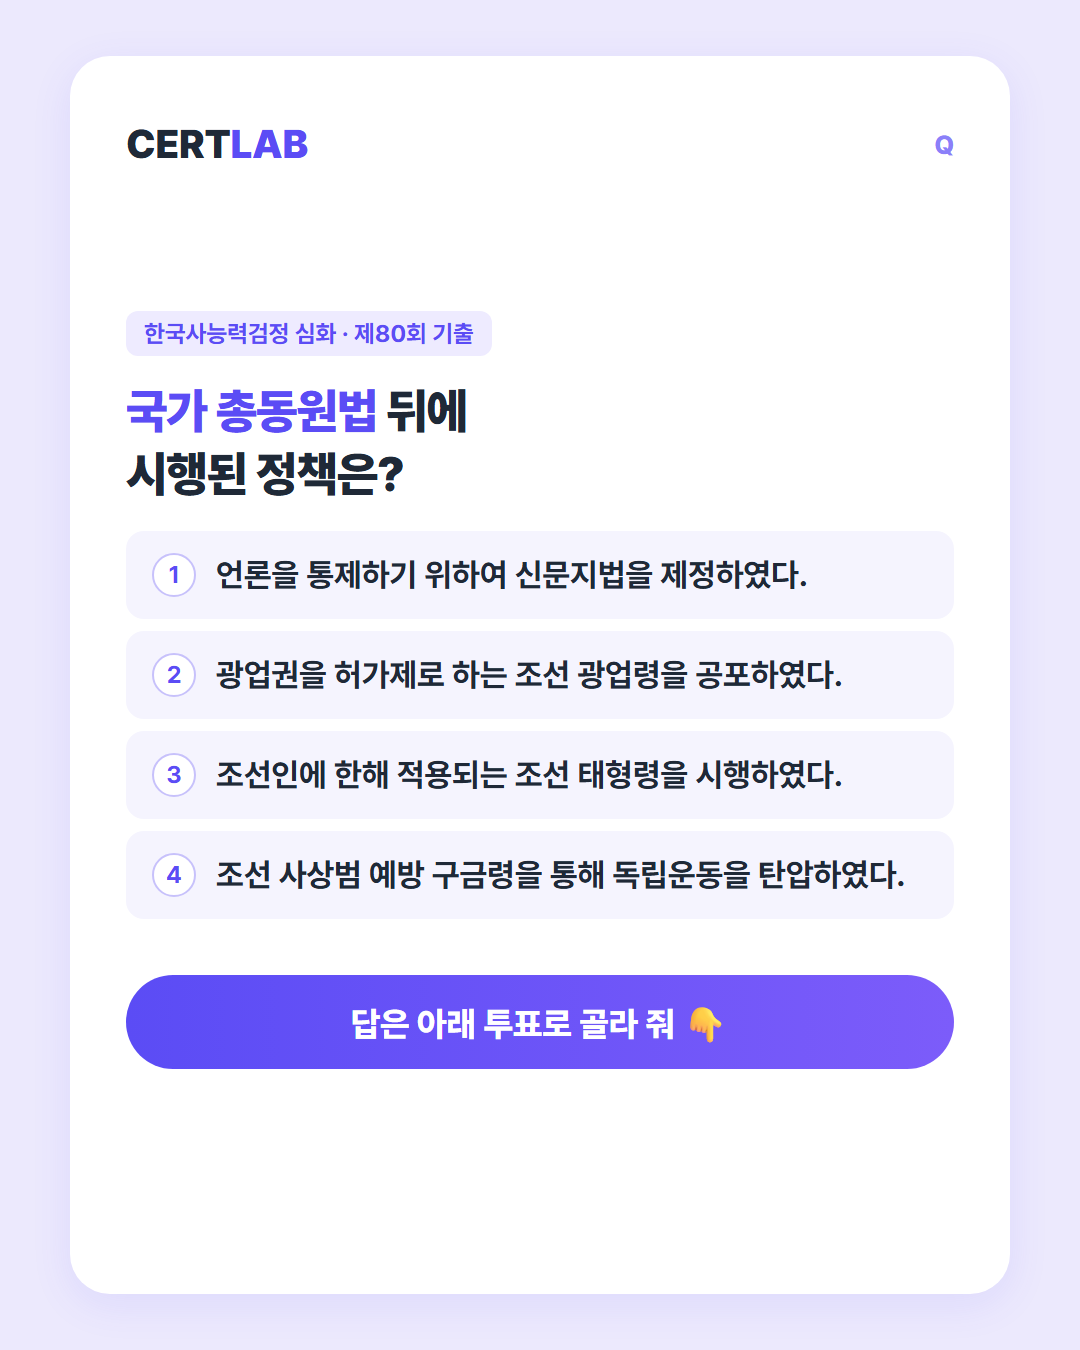 CERTLAB
Q
한국사능력검정 심화 · 제80회 기출
국가 총동원법 뒤에
시행된 정책은?
1 언론을 통제하기 위하여 신문지법을 제정하였다.
2 광업권을 허가제로 하는 조선 광업령을 공포하였다.
3 조선인에 한해 적용되는 조선 태형령을 시행하였다.
4 조선 사상범 예방 구금령을 통해 독립운동을 탄압하였다.
답은 아래 투표로 골라 줘 👇